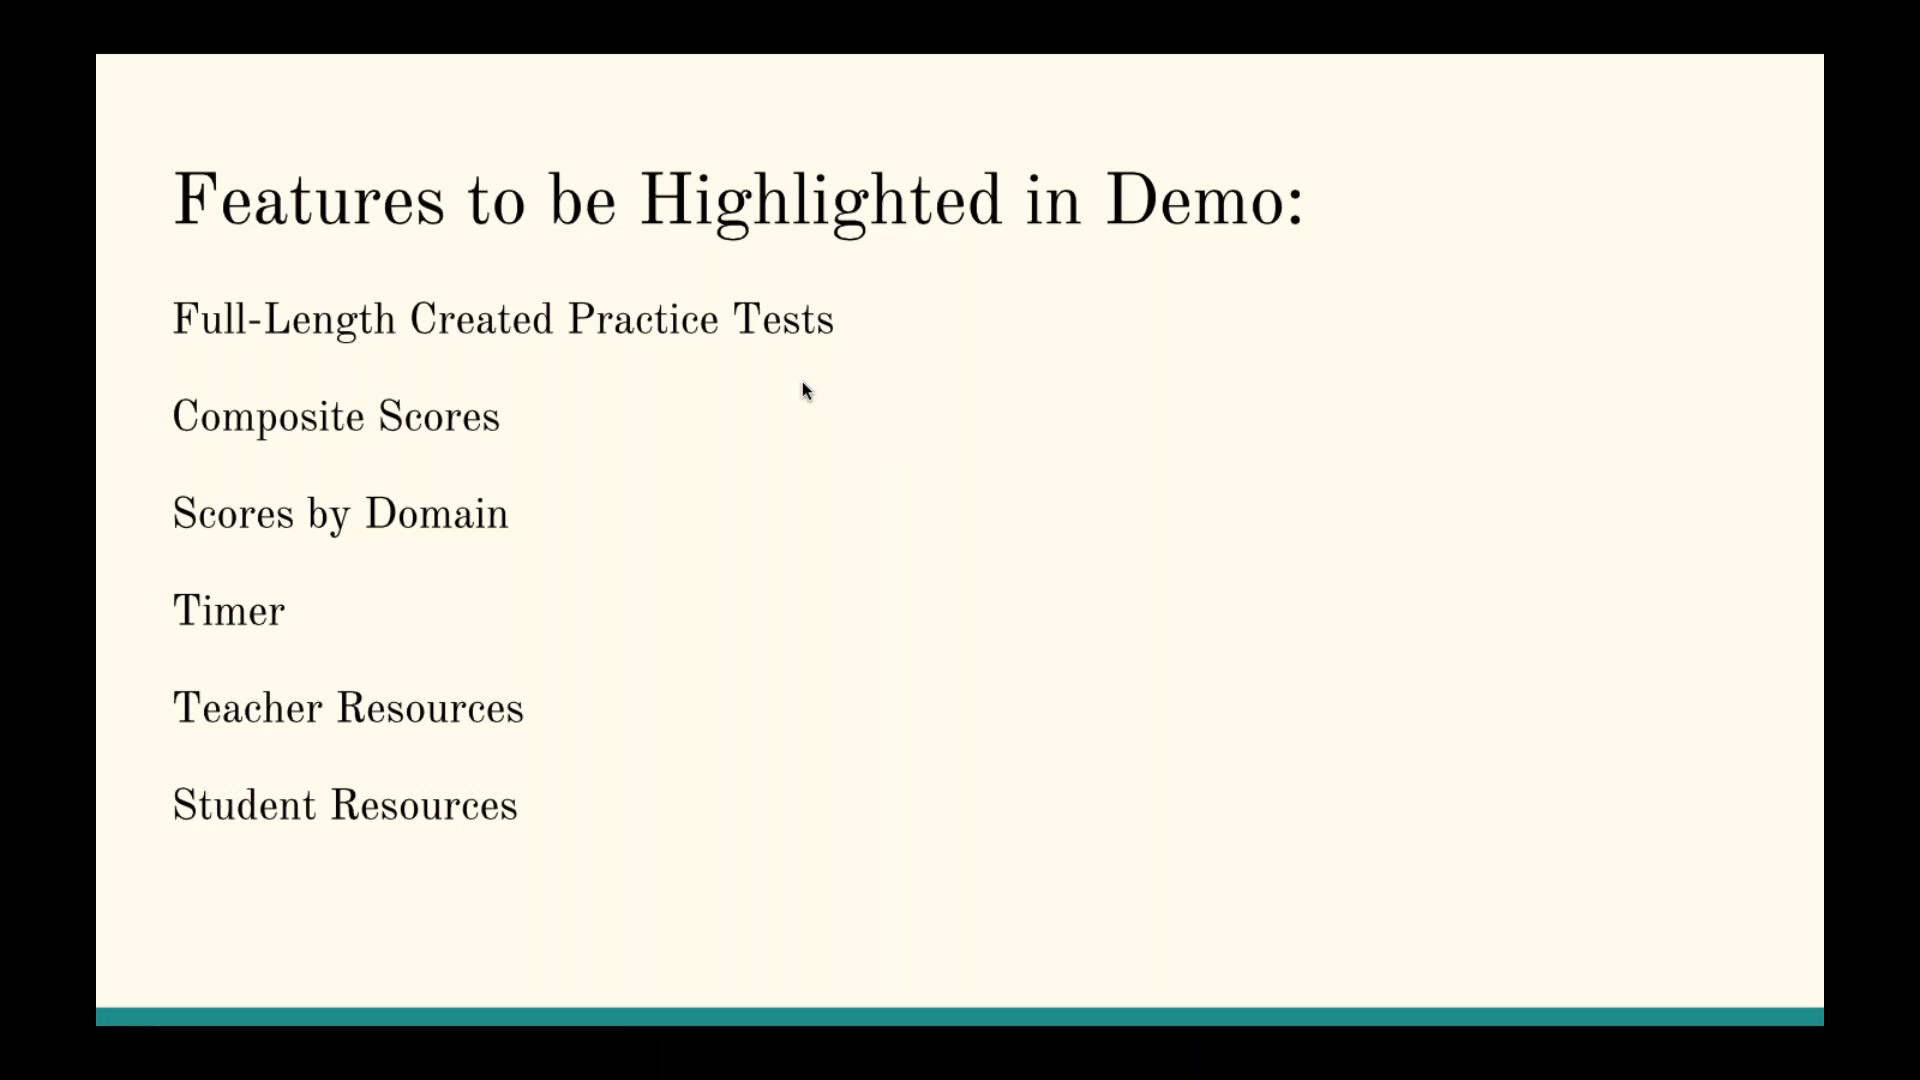 Features to be Highlighted in Demo:
Full-Length Created Practice Tests
Composite Scores
Scores by Domain
Timer
Teacher Resources
Student Resources